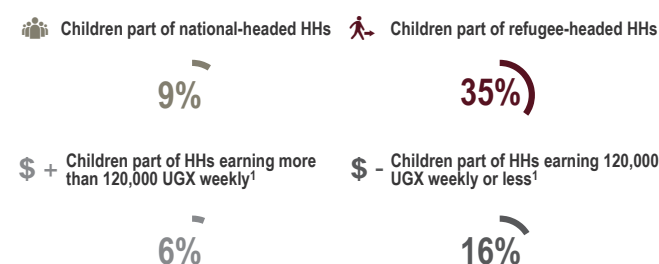 Children part of national-headed HHs
Children part of refugee-headed HHs
9%
35%
$ + Children part of HHs earning more
than 120,000 UGX weekly1
$ - Children part of HHs earning 120,000
UGX weekly or less1
6%
16%